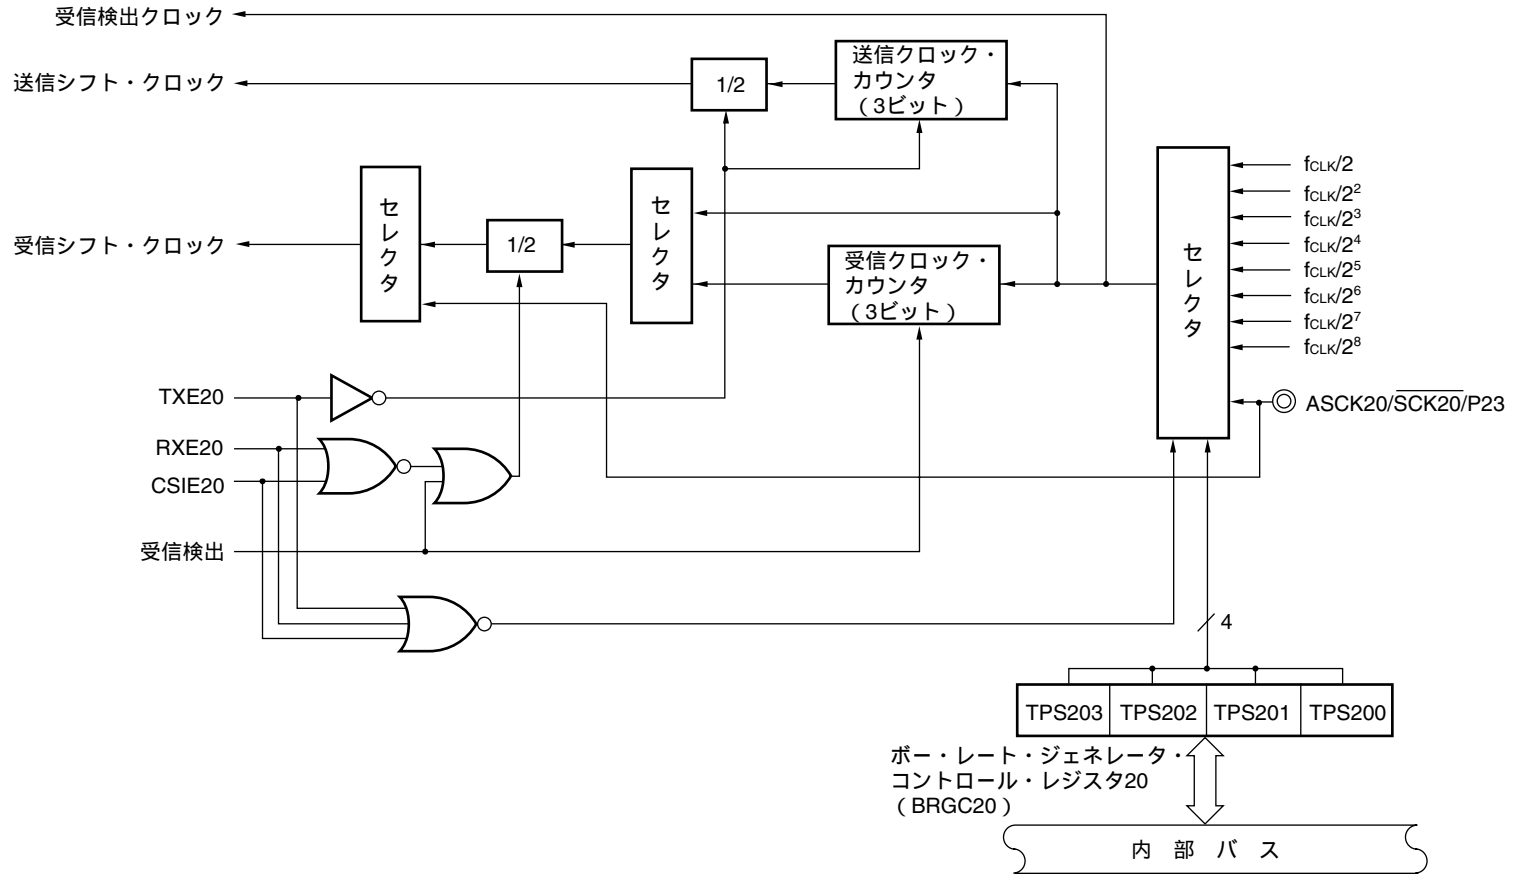 受信検出クロック
送信シフト・クロック
1/2
送信クロック・
カウンタ
（3ビット）
受信シフト・クロック
セレクタ
1/2
セレクタ
受信クロック・
カウンタ
（3ビット）
セレクタ
fCLK/2
fCLK/2²
fCLK/2³
fCLK/2⁴
fCLK/2⁵
fCLK/2⁶
fCLK/2⁷
fCLK/2⁸
ASCK20/S̅C̅K̅2̅0̅/P23
TXE20
RXE20
CSIE20
受信検出
4
TPS203 TPS202 TPS201 TPS200
ボー・レート・ジェネレータ・
コントロール・レジスタ20
（BRGC20）
内 部 バ ス